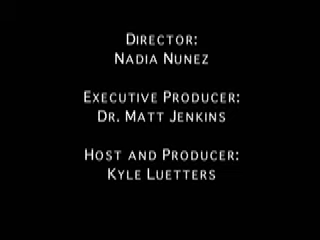 DIRECTOR:
NADIA NUNEZ
EXECUTIVE PRODUCER:
DR. MATT JENKINS
HOST AND PRODUCER:
KYLE LUETTERS